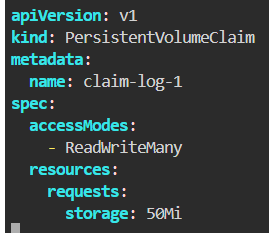 apiVersion: v1
kind: PersistentVolumeClaim
metadata:
  name: claim-log-1
spec:
  accessModes:
    - ReadWriteMany
  resources:
    requests:
      storage: 50Mi